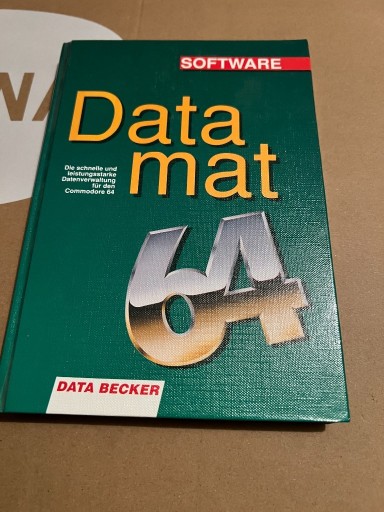 SOFTWARE
Data
mat
Die schnelle und
leistungsstarke
Datenverwaltung
für den
Commodore 64
64
DATA BECKER